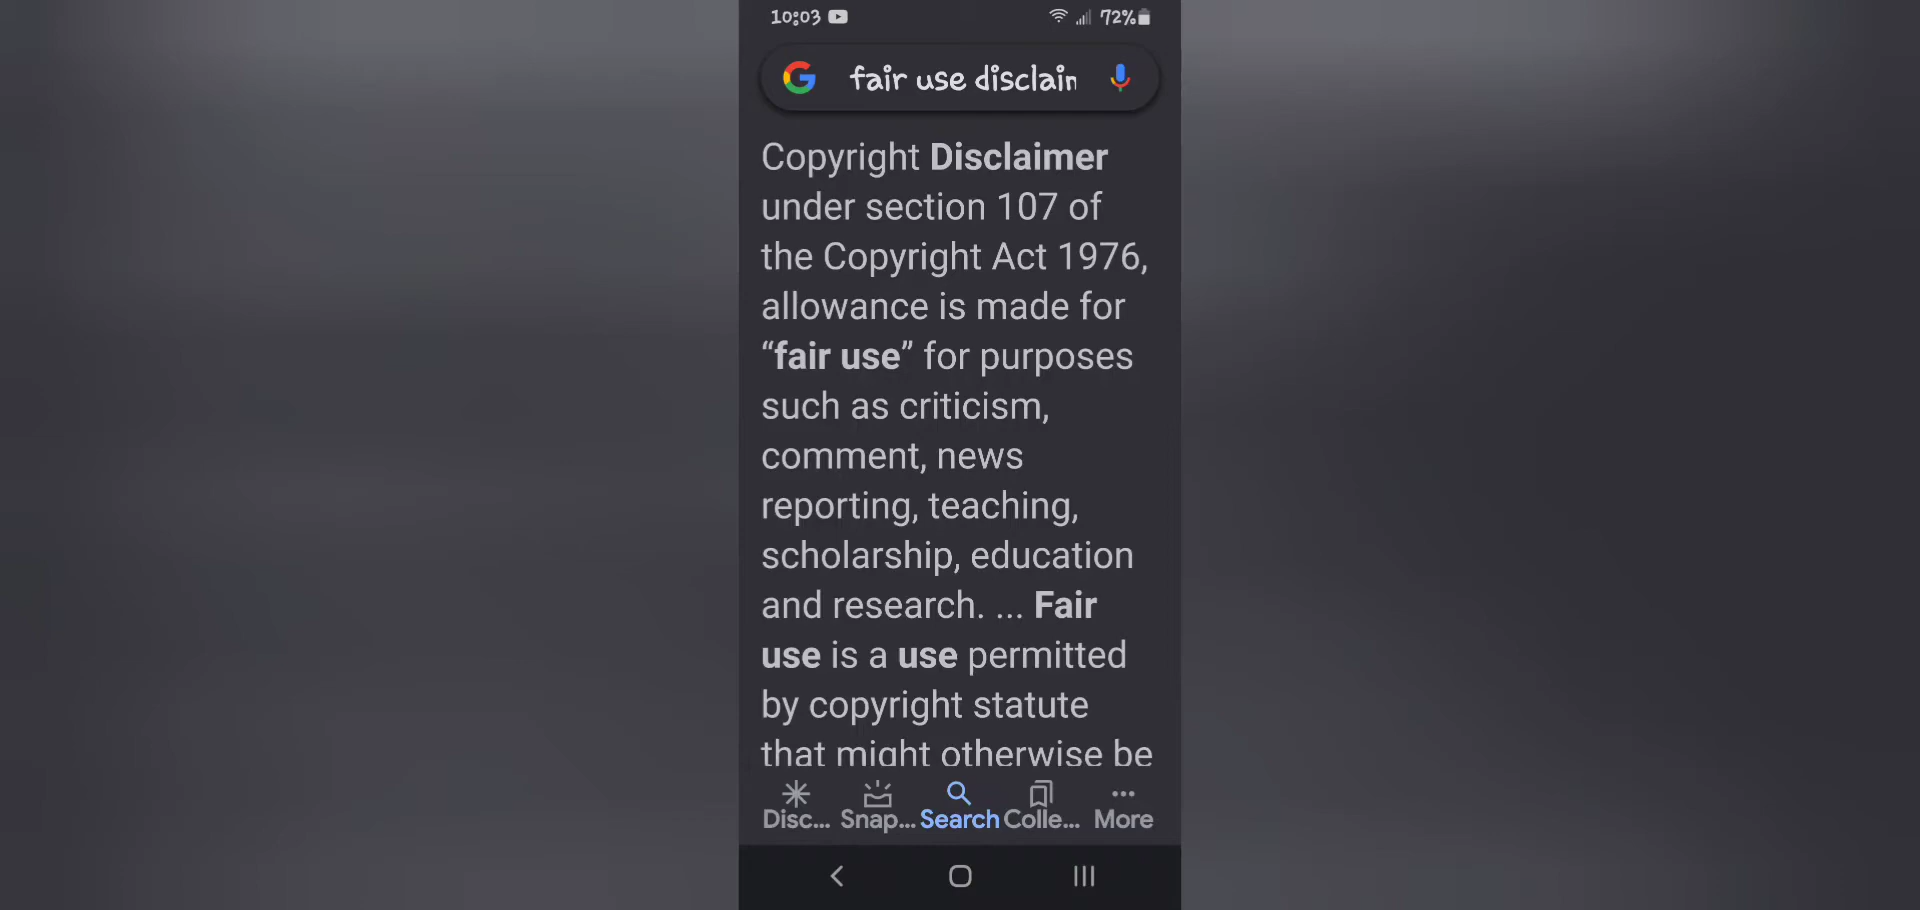 10:03 72%
fair use disclaim
Copyright Disclaimer
under section 107 of
the Copyright Act 1976,
allowance is made for
“fair use” for purposes
such as criticism,
comment, news
reporting, teaching,
scholarship, education
and research. ... Fair
use is a use permitted
by copyright statute
that might otherwise be
Disc... Snap... Search Colle... More